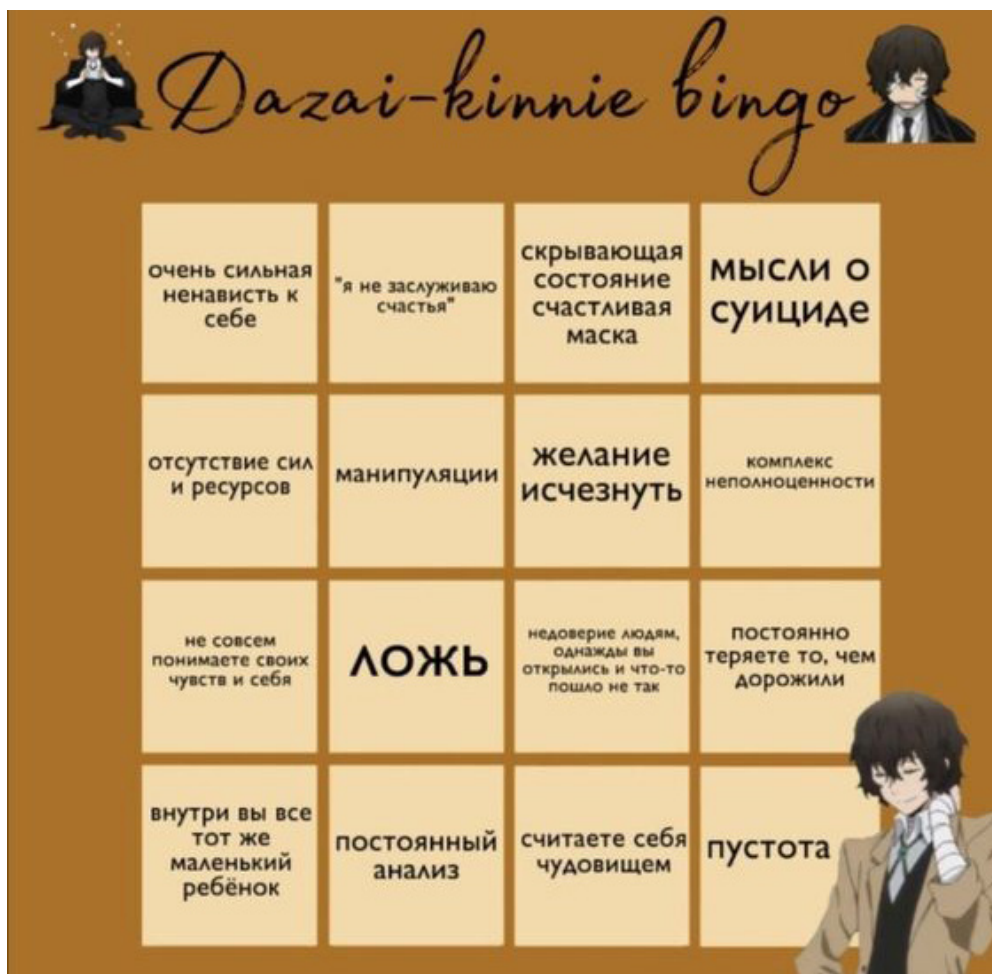 Dazai-kinnie bingo
очень сильная
ненависть к
себе
"я не заслуживаю
счастья"
скрывающая
состояние
счастливая
маска
мысли о
суициде
отсутствие сил
и ресурсов
манипуляции
желание
исчезнуть
комплекс
неполноценности
не совсем
понимаете своих
чувств и себя
ложь
недоверие людям,
однажды вы
открылись и что-то
пошло не так
постоянно
теряете то, чем
дорожили
внутри вы все
тот же
маленький
ребёнок
постоянный
анализ
считаете себя
чудовищем
пустота